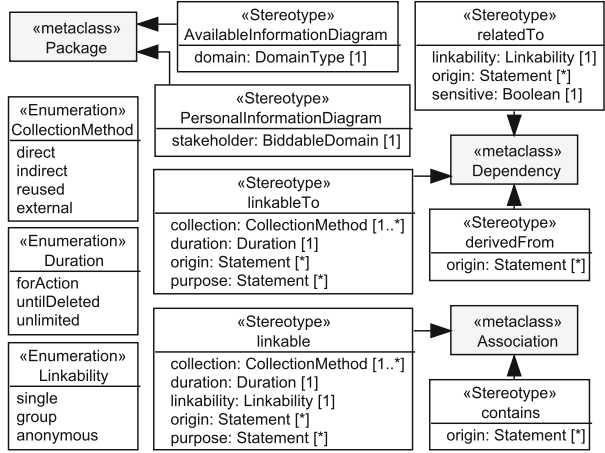 «metaclass»
Package
«Stereotype»
AvailableInformationDiagram
domain: DomainType [1]
«Stereotype»
relatedTo
linkability: Linkability [1]
origin: Statement [*]
sensitive: Boolean [1]
«Stereotype»
PersonalInformationDiagram
stakeholder: BiddableDomain [1]
«Enumeration»
CollectionMethod
direct
indirect
reused
external
«metaclass»
Dependency
«Stereotype»
linkableTo
collection: CollectionMethod [1..*]
duration: Duration [1]
origin: Statement [*]
purpose: Statement [*]
«Stereotype»
derivedFrom
origin: Statement [*]
«Enumeration»
Duration
forAction
untilDeleted
unlimited
«Stereotype»
linkable
collection: CollectionMethod [1..*]
duration: Duration [1]
linkability: Linkability [1]
origin: Statement [*]
purpose: Statement [*]
«metaclass»
Association
«Enumeration»
Linkability
single
group
anonymous
«Stereotype»
contains
origin: Statement [*]